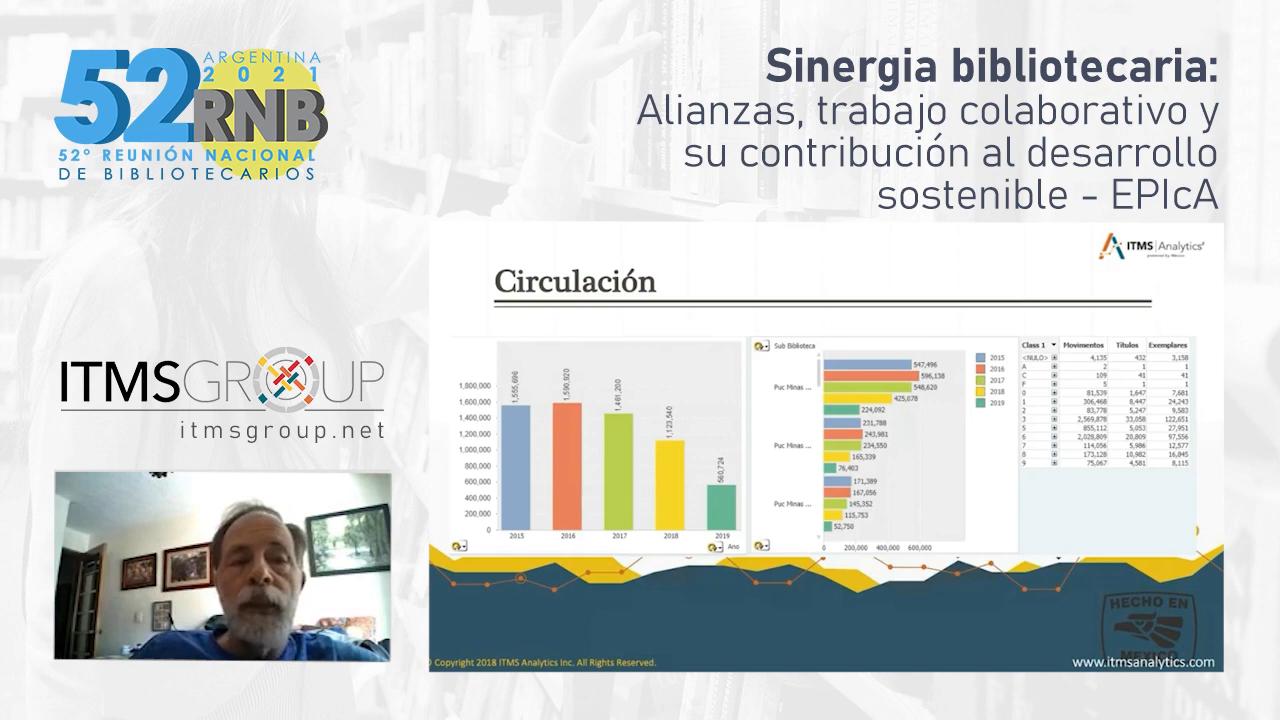 52
ARGENTINA
2021
RNB
52° REUNIÓN NACIONAL
DE BIBLIOTECARIOS
Sinergia bibliotecaria:
Alianzas, trabajo colaborativo y
su contribución al desarrollo
sostenible - EPIcA
ITMSGROUP
itmsgroup.net
ITMS Analytics
Circulación
1,800,000
1,600,000
1,400,000
1,200,000
1,000,000
800,000
600,000
400,000
200,000
0
1,555,696
1,590,920
1,461,200
1,123,540
560,724
2015 2016 2017 2018 2019
Ano
Sub Biblioteca
Puc Minas ...
547,496
596,138
548,620
425,078
224,092
Puc Minas ...
231,788
243,981
234,550
165,339
76,403
Puc Minas ...
171,389
167,056
145,352
115,753
52,750
0 200,000 400,000 600,000
2015
2016
2017
2018
2019
Class 1 Movimentos Títulos Exemplares
<NULO> 4,135 432 3,158
A 2 1 1
C 109 41 41
F 5 1 1
0 81,539 1,647 7,681
1 306,468 8,447 24,243
2 83,778 5,247 9,583
3 2,569,878 33,058 122,651
5 855,112 5,053 27,951
6 2,028,809 20,809 97,556
7 114,056 5,986 12,577
8 173,128 10,982 16,845
9 75,067 4,581 8,115
HECHO EN
MÉXICO
© Copyright 2018 ITMS Analytics Inc. All Rights Reserved.
www.itmsanalytics.com